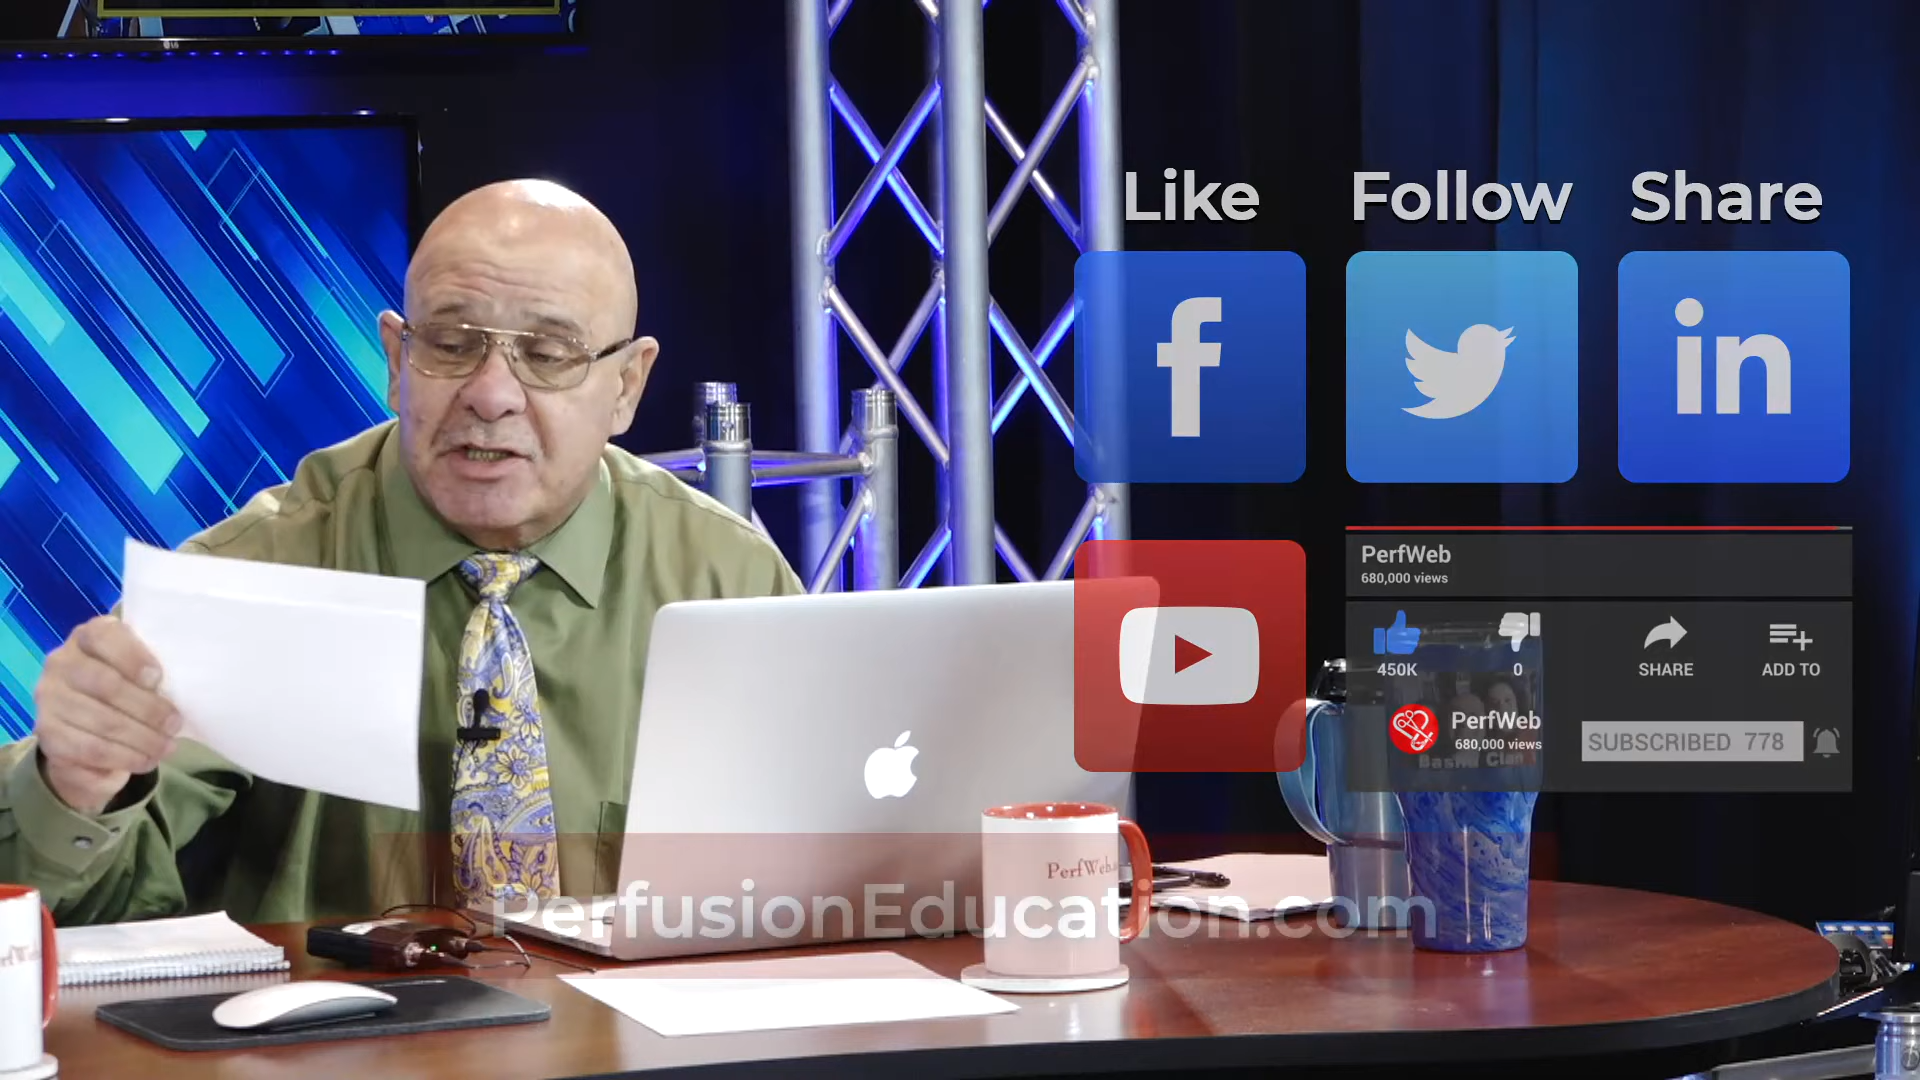 LG
Like Follow Share
f
in
PerfWeb
680,000 views
450K 0 SHARE ADD TO
PerfWeb
680,000 views
SUBSCRIBED 778
PerfWeb
PerfusionEducation.com